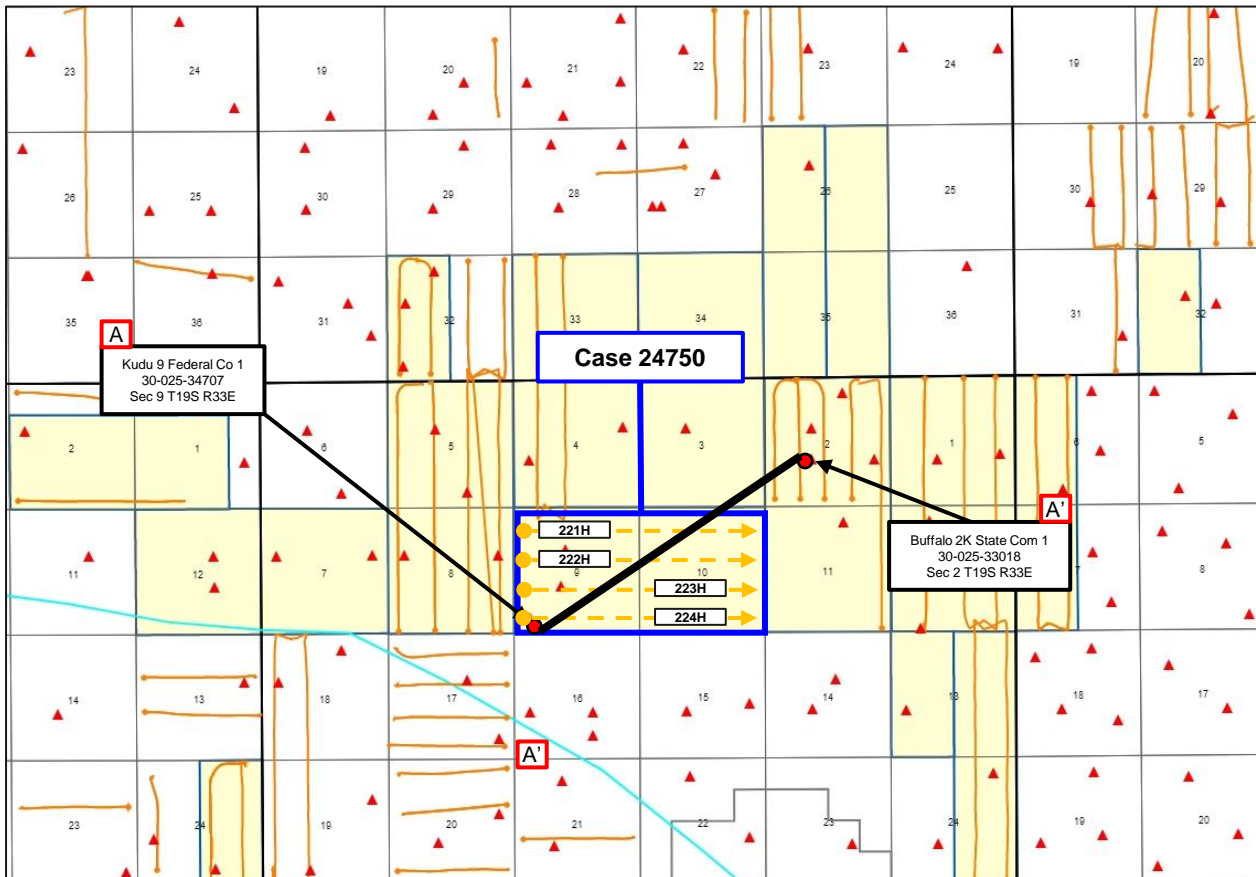 23 24 19 20 21 22 23 24 19 20
26 25 30 29 28 27 26 25 30 29
35 36 31 32 33 34 35 36 31 32
A
Kudu 9 Federal Co 1
30-025-34707
Sec 9 T19S R33E
Case 24750
2 1 6 5 4 3 2 1 6 5
A'
Buffalo 2K State Com 1
30-025-33018
Sec 2 T19S R33E
221H
222H
223H
224H
11 12 7 8 9 10 11 7 8
14 13 18 17 16 15 14 13 18 17
A'
23 24 19 20 21 22 23 24 19 20